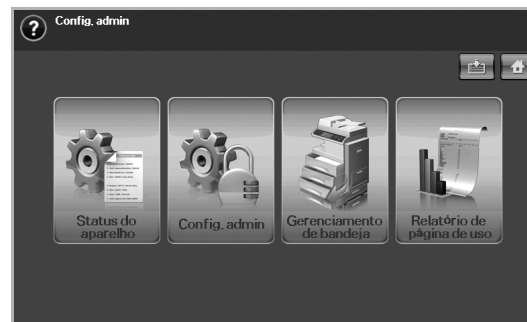 Config. admin
Status do
aparelho
Config. admin
Gerenciamento
de bandeja
Relatório de
página de uso